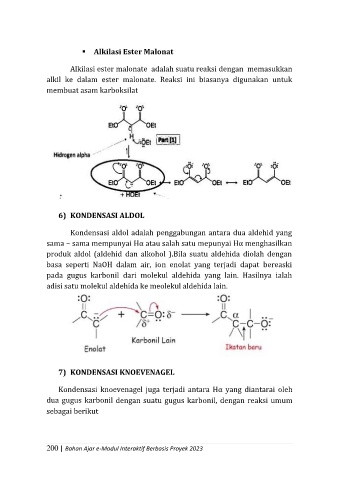 ▪ Alkilasi Ester Malonat
Alkilasi ester malonate adalah suatu reaksi dengan memasukkan
alkil ke dalam ester malonate. Reaksi ini biasanya digunakan untuk
membuat asam karboksilat
EtO OEt
H
OEt Part [1]
Hidrogen alpha
EtO OEt EtO OEt EtO OEt
+ HOEt
6) KONDENSASI ALDOL
Kondensasi aldol adalah penggabungan antara dua aldehid yang
sama – sama mempunyai Hα atau salah satu mepunyai Hα menghasilkan
produk aldol (aldehid dan alkohol ).Bila suatu aldehida diolah dengan
basa seperti NaOH dalam air, ion enolat yang terjadi dapat bereaksi
pada gugus karbonil dari molekul aldehida yang lain. Hasilnya ialah
adisi satu molekul aldehida ke meolekul aldehida lain.
:O: :O:
C C + C=O: δ- C α C-C-O:
δ+
Karbonil Lain
Enolat Ikatan baru
7) KONDENSASI KNOEVENAGEL
Kondensasi knoevenagel juga terjadi antara Hα yang diantarai oleh
dua gugus karbonil dengan suatu gugus karbonil, dengan reaksi umum
sebagai berikut
200 | Bahan Ajar e-Modul Interaktif Berbasis Proyek 2023